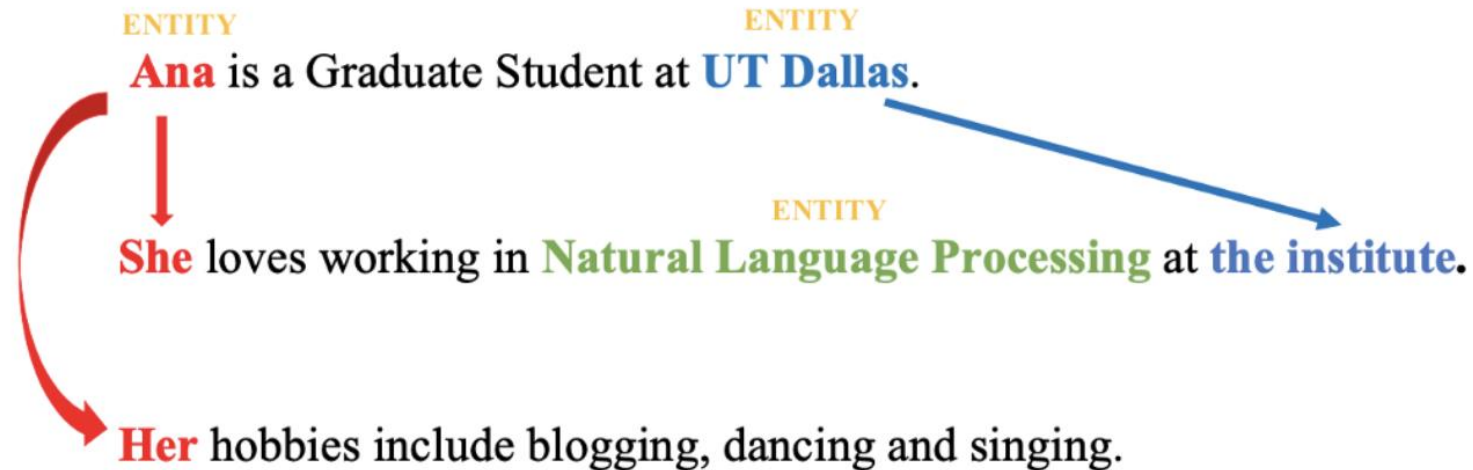 ENTITY ENTITY
Ana is a Graduate Student at UT Dallas.
ENTITY
She loves working in Natural Language Processing at the institute.
Her hobbies include blogging, dancing and singing.